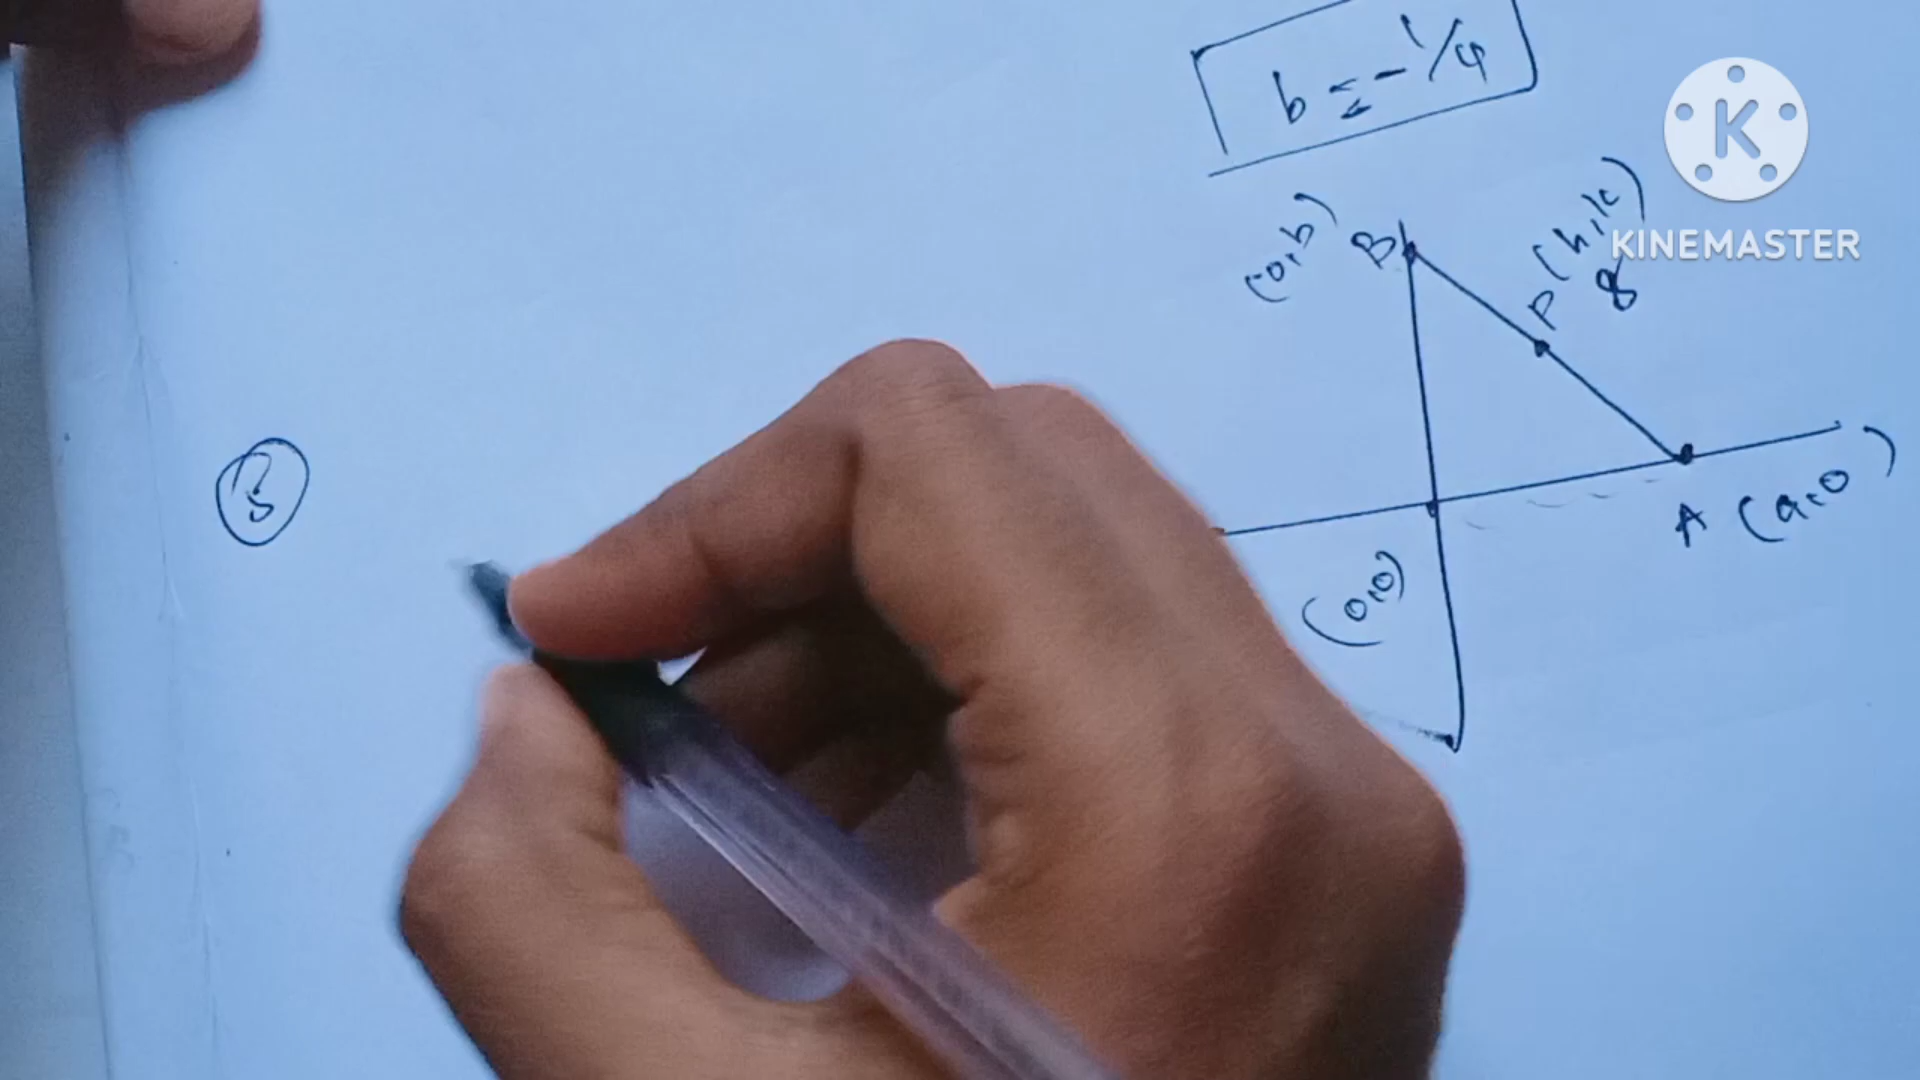 b = -1/4
K
KINEMASTER
(0,b) B
P (h,k)
8
5
A (a,0)
(0,0)